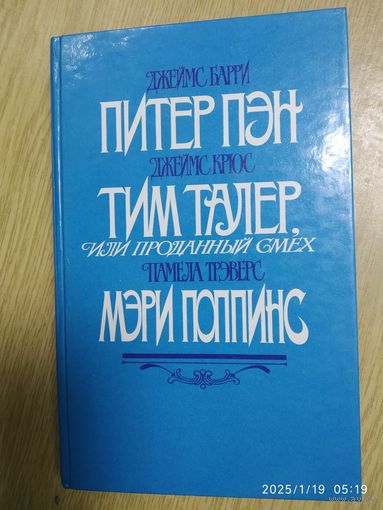 ДЖЕЙМС БАРРИ
ПИТЕР ПЭН
ДЖЕЙМС КРЮС
ТИМ ТАЛЕР,
ИЛИ ПРОДАННЫЙ СМЕХ
ПАМЕЛА ТРЭВЕРС
МЭРИ ПОППИНС
2025/1/19 05:19